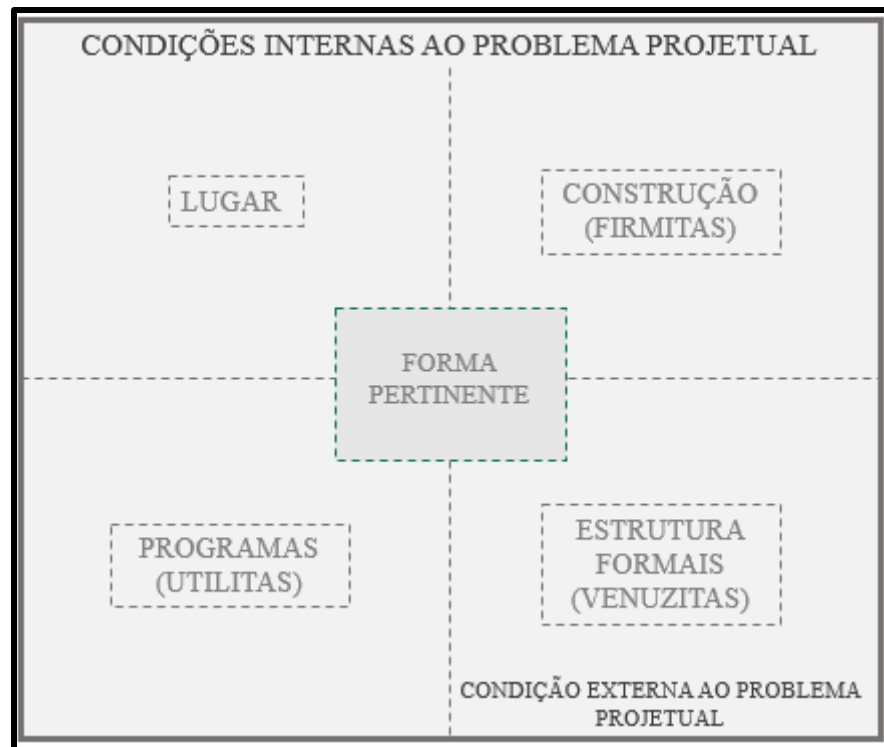 CONDIÇÕES INTERNAS AO PROBLEMA PROJETUAL
LUGAR
CONSTRUÇÃO
(FIRMITAS)
FORMA
PERTINENTE
PROGRAMAS
(UTILITAS)
ESTRUTURA
FORMAIS
(VENUZITAS)
CONDIÇÃO EXTERNA AO PROBLEMA
PROJETUAL